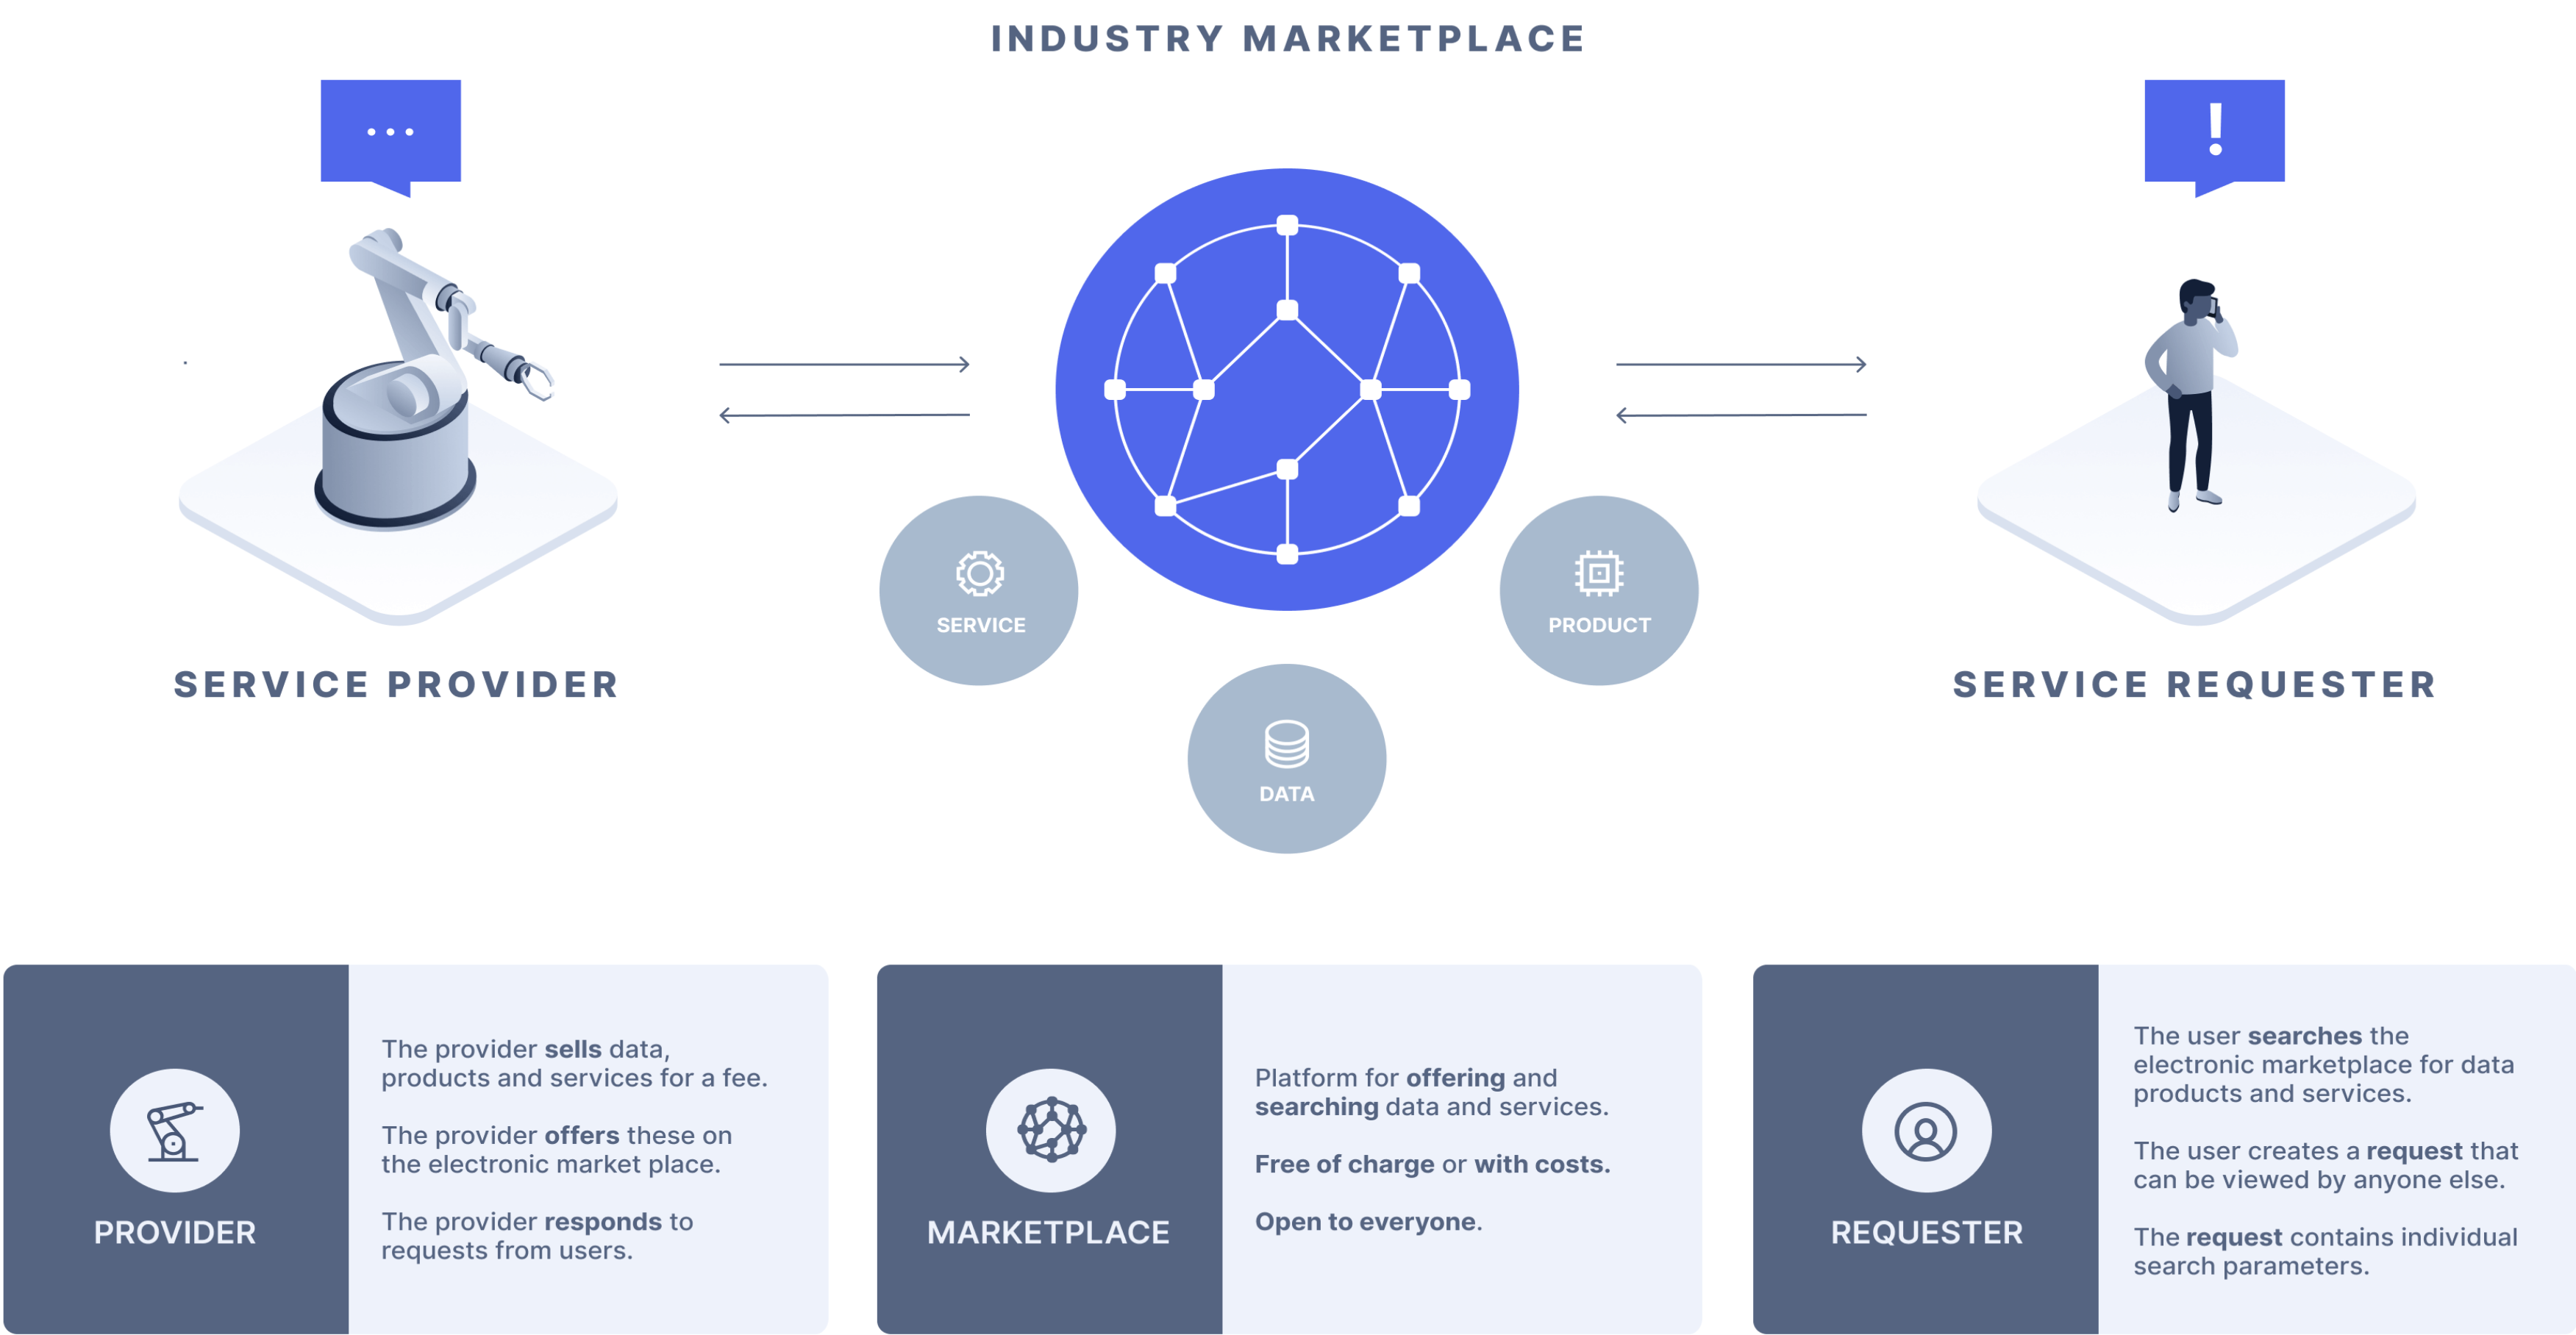 INDUSTRY MARKETPLACE
...
!
SERVICE
PRODUCT
SERVICE PROVIDER
SERVICE REQUESTER
DATA
PROVIDER
The provider sells data,
products and services for a fee.
The provider offers these on
the electronic market place.
The provider responds to
requests from users.
MARKETPLACE
Platform for offering and
searching data and services.
Free of charge or with costs.
Open to everyone.
REQUESTER
The user searches the
electronic marketplace for data
products and services.
The user creates a request that
can be viewed by anyone else.
The request contains individual
search parameters.